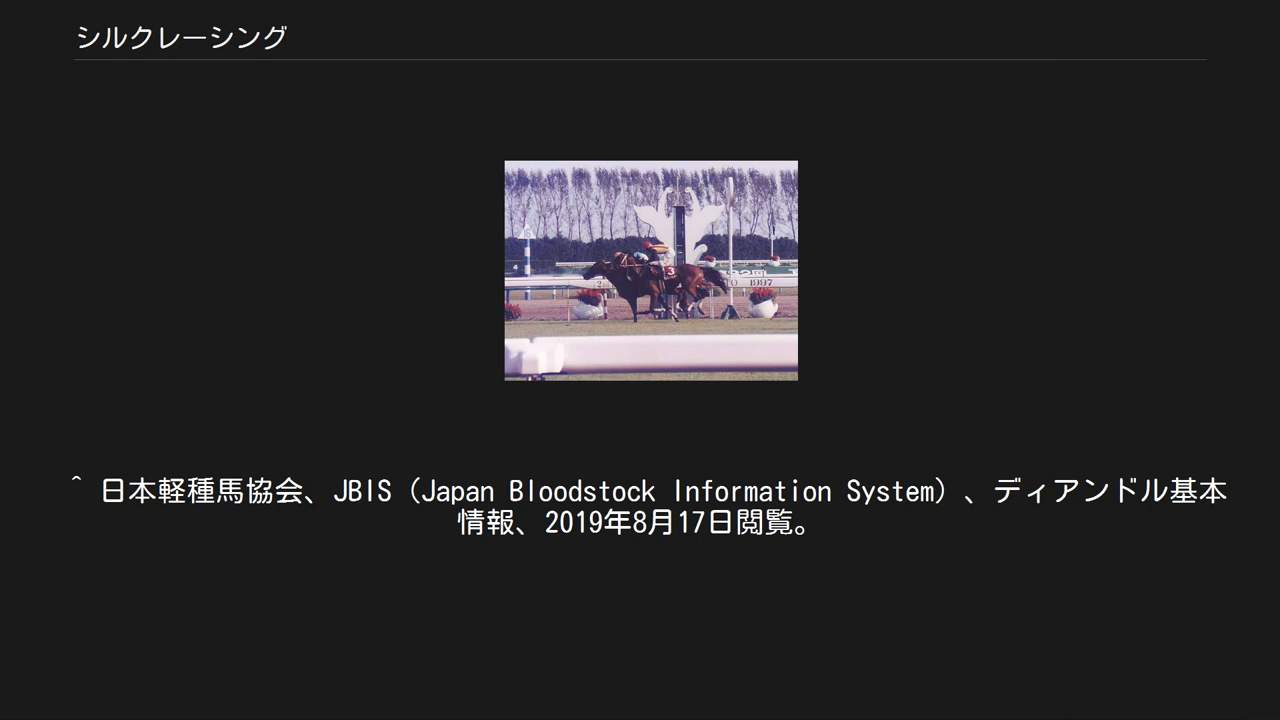 シルクレーシング
^ 日本軽種馬協会、JBIS（Japan Bloodstock Information System）、ディアンドル基本
情報、2019年8月17日閲覧。
3
1997